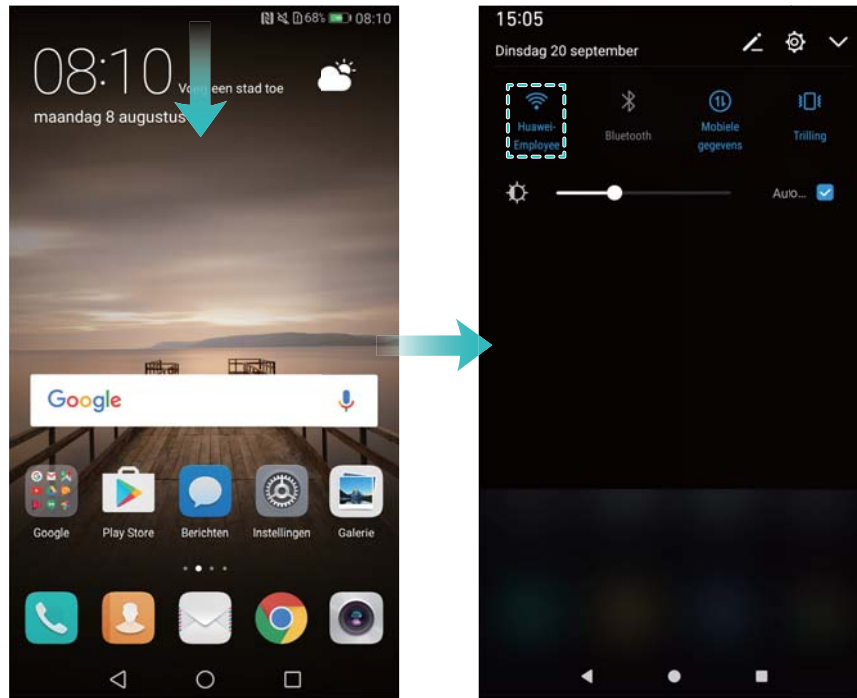 68% 08:10
08:10 Voeg een stad toe
maandag 8 augustus
Google
Google
Play Store
Berichten
Instellingen
Galerie
15:05
Dinsdag 20 september
Huawei-
Employee
Bluetooth
Mobiele
gegevens
Trilling
Auto...